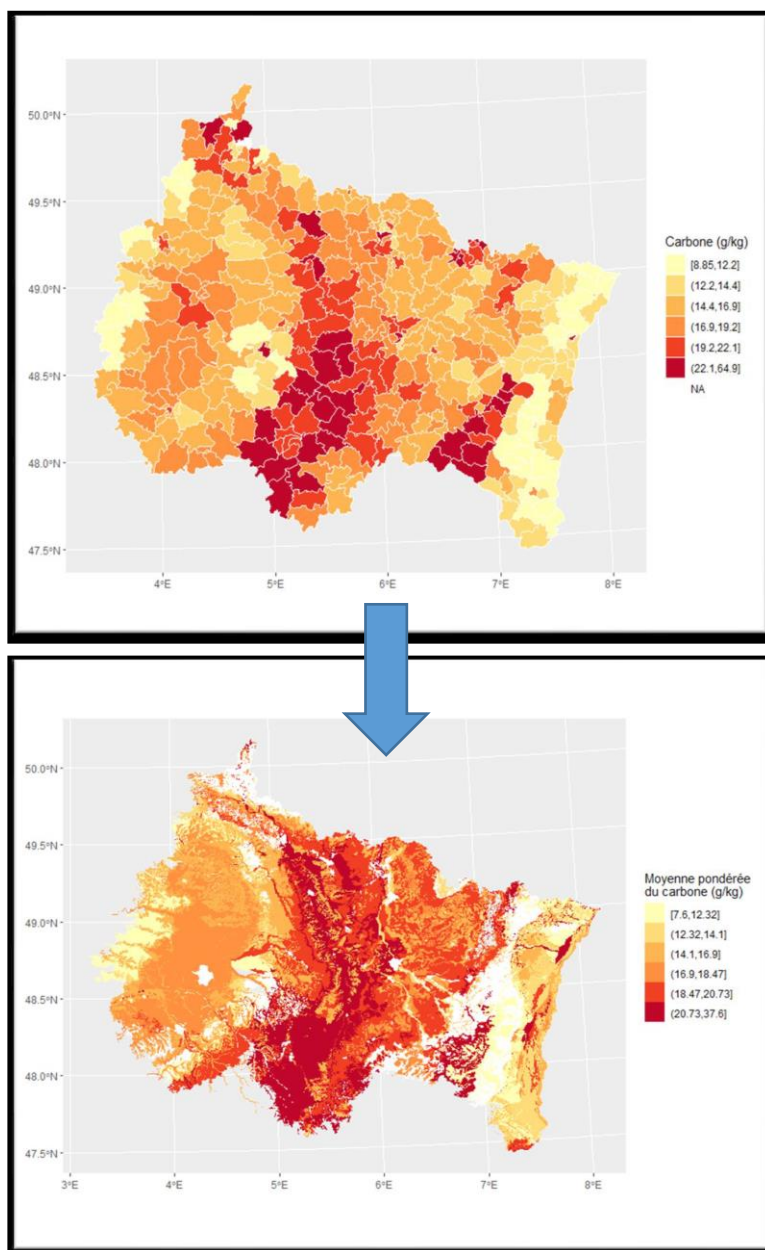 50.0°N
49.5°N
49.0°N
48.5°N
48.0°N
47.5°N
4°E 5°E 6°E 7°E 8°E
Carbone (g/kg)
[8.85,12.2]
(12.2,14.4]
(14.4,16.9]
(16.9,19.2]
(19.2,22.1]
(22.1,64.9]
NA
50.0°N
49.5°N
49.0°N
48.5°N
48.0°N
47.5°N
3°E 4°E 5°E 6°E 7°E 8°E
Moyenne pondérée
du carbone (g/kg)
[7.6,12.32]
(12.32,14.1]
(14.1,16.9]
(16.9,18.47]
(18.47,20.73]
(20.73,37.6]